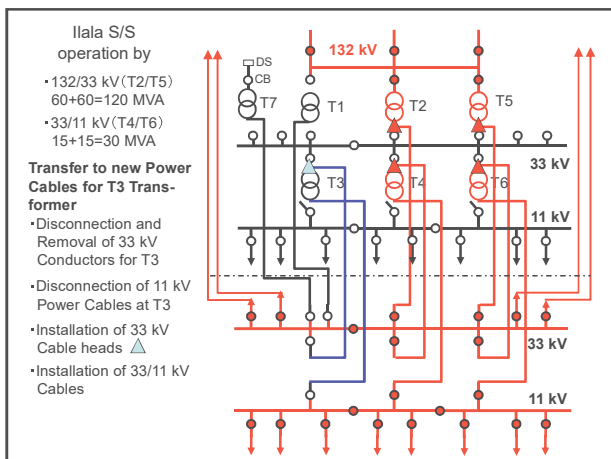 Ilala S/S
operation by
・132/33 kV(T2/T5)
60+60=120 MVA
・33/11 kV(T4/T6)
15+15=30 MVA
Transfer to new Power
Cables for T3 Trans-
former
・Disconnection and
Removal of 33 kV
Conductors for T3
・Disconnection of 11 kV
Power Cables at T3
・Installation of 33 kV
Cable heads
・Installation of 33/11 kV
Cables
132 kV
DS
CB
T7
T1
T2
T5
33 kV
T3
T4
T6
11 kV
33 kV
11 kV